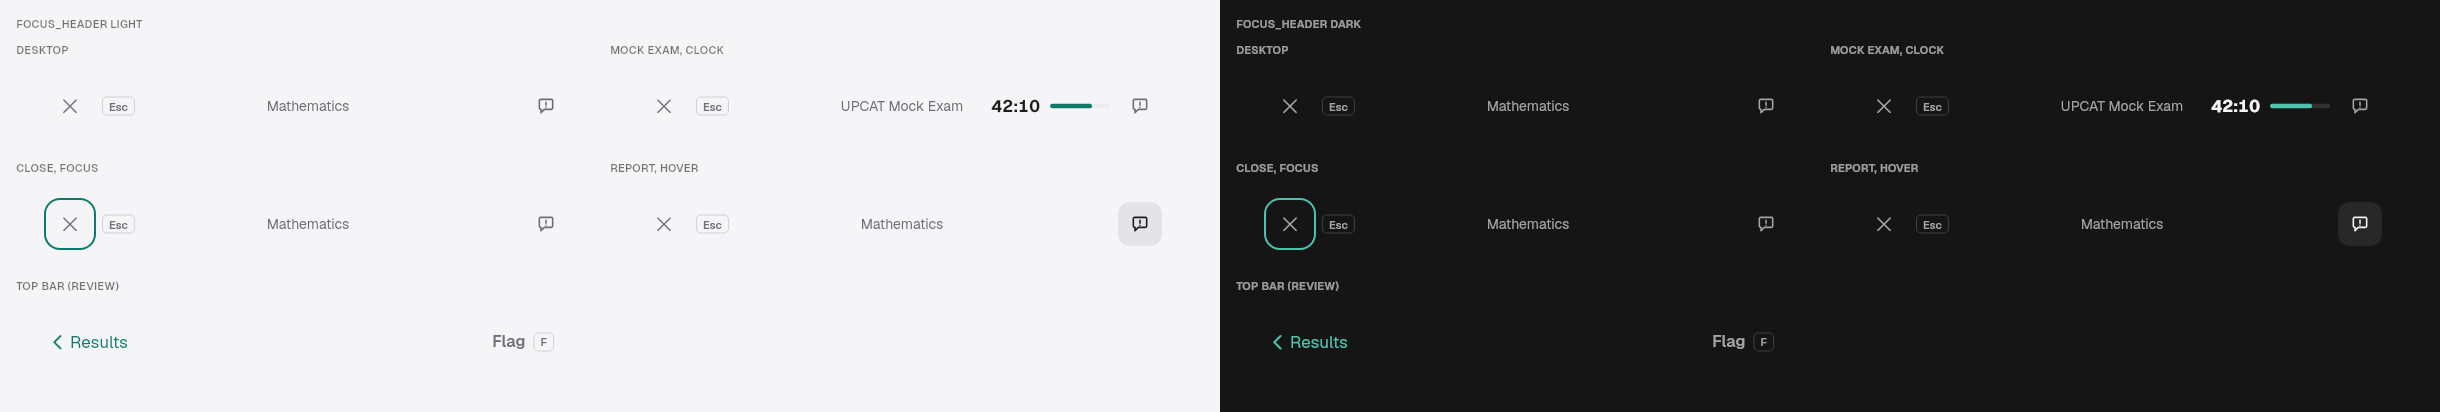 FOCUS_HEADER LIGHT
DESKTOP
MOCK EXAM, CLOCK
Esc
Mathematics
Esc
UPCAT Mock Exam
42:10
CLOSE, FOCUS
REPORT, HOVER
Esc
Mathematics
Esc
Mathematics
TOP BAR (REVIEW)
Results
Flag F
FOCUS_HEADER DARK
DESKTOP
MOCK EXAM, CLOCK
Esc
Mathematics
Esc
UPCAT Mock Exam
42:10
CLOSE, FOCUS
REPORT, HOVER
Esc
Mathematics
Esc
Mathematics
TOP BAR (REVIEW)
Results
Flag F